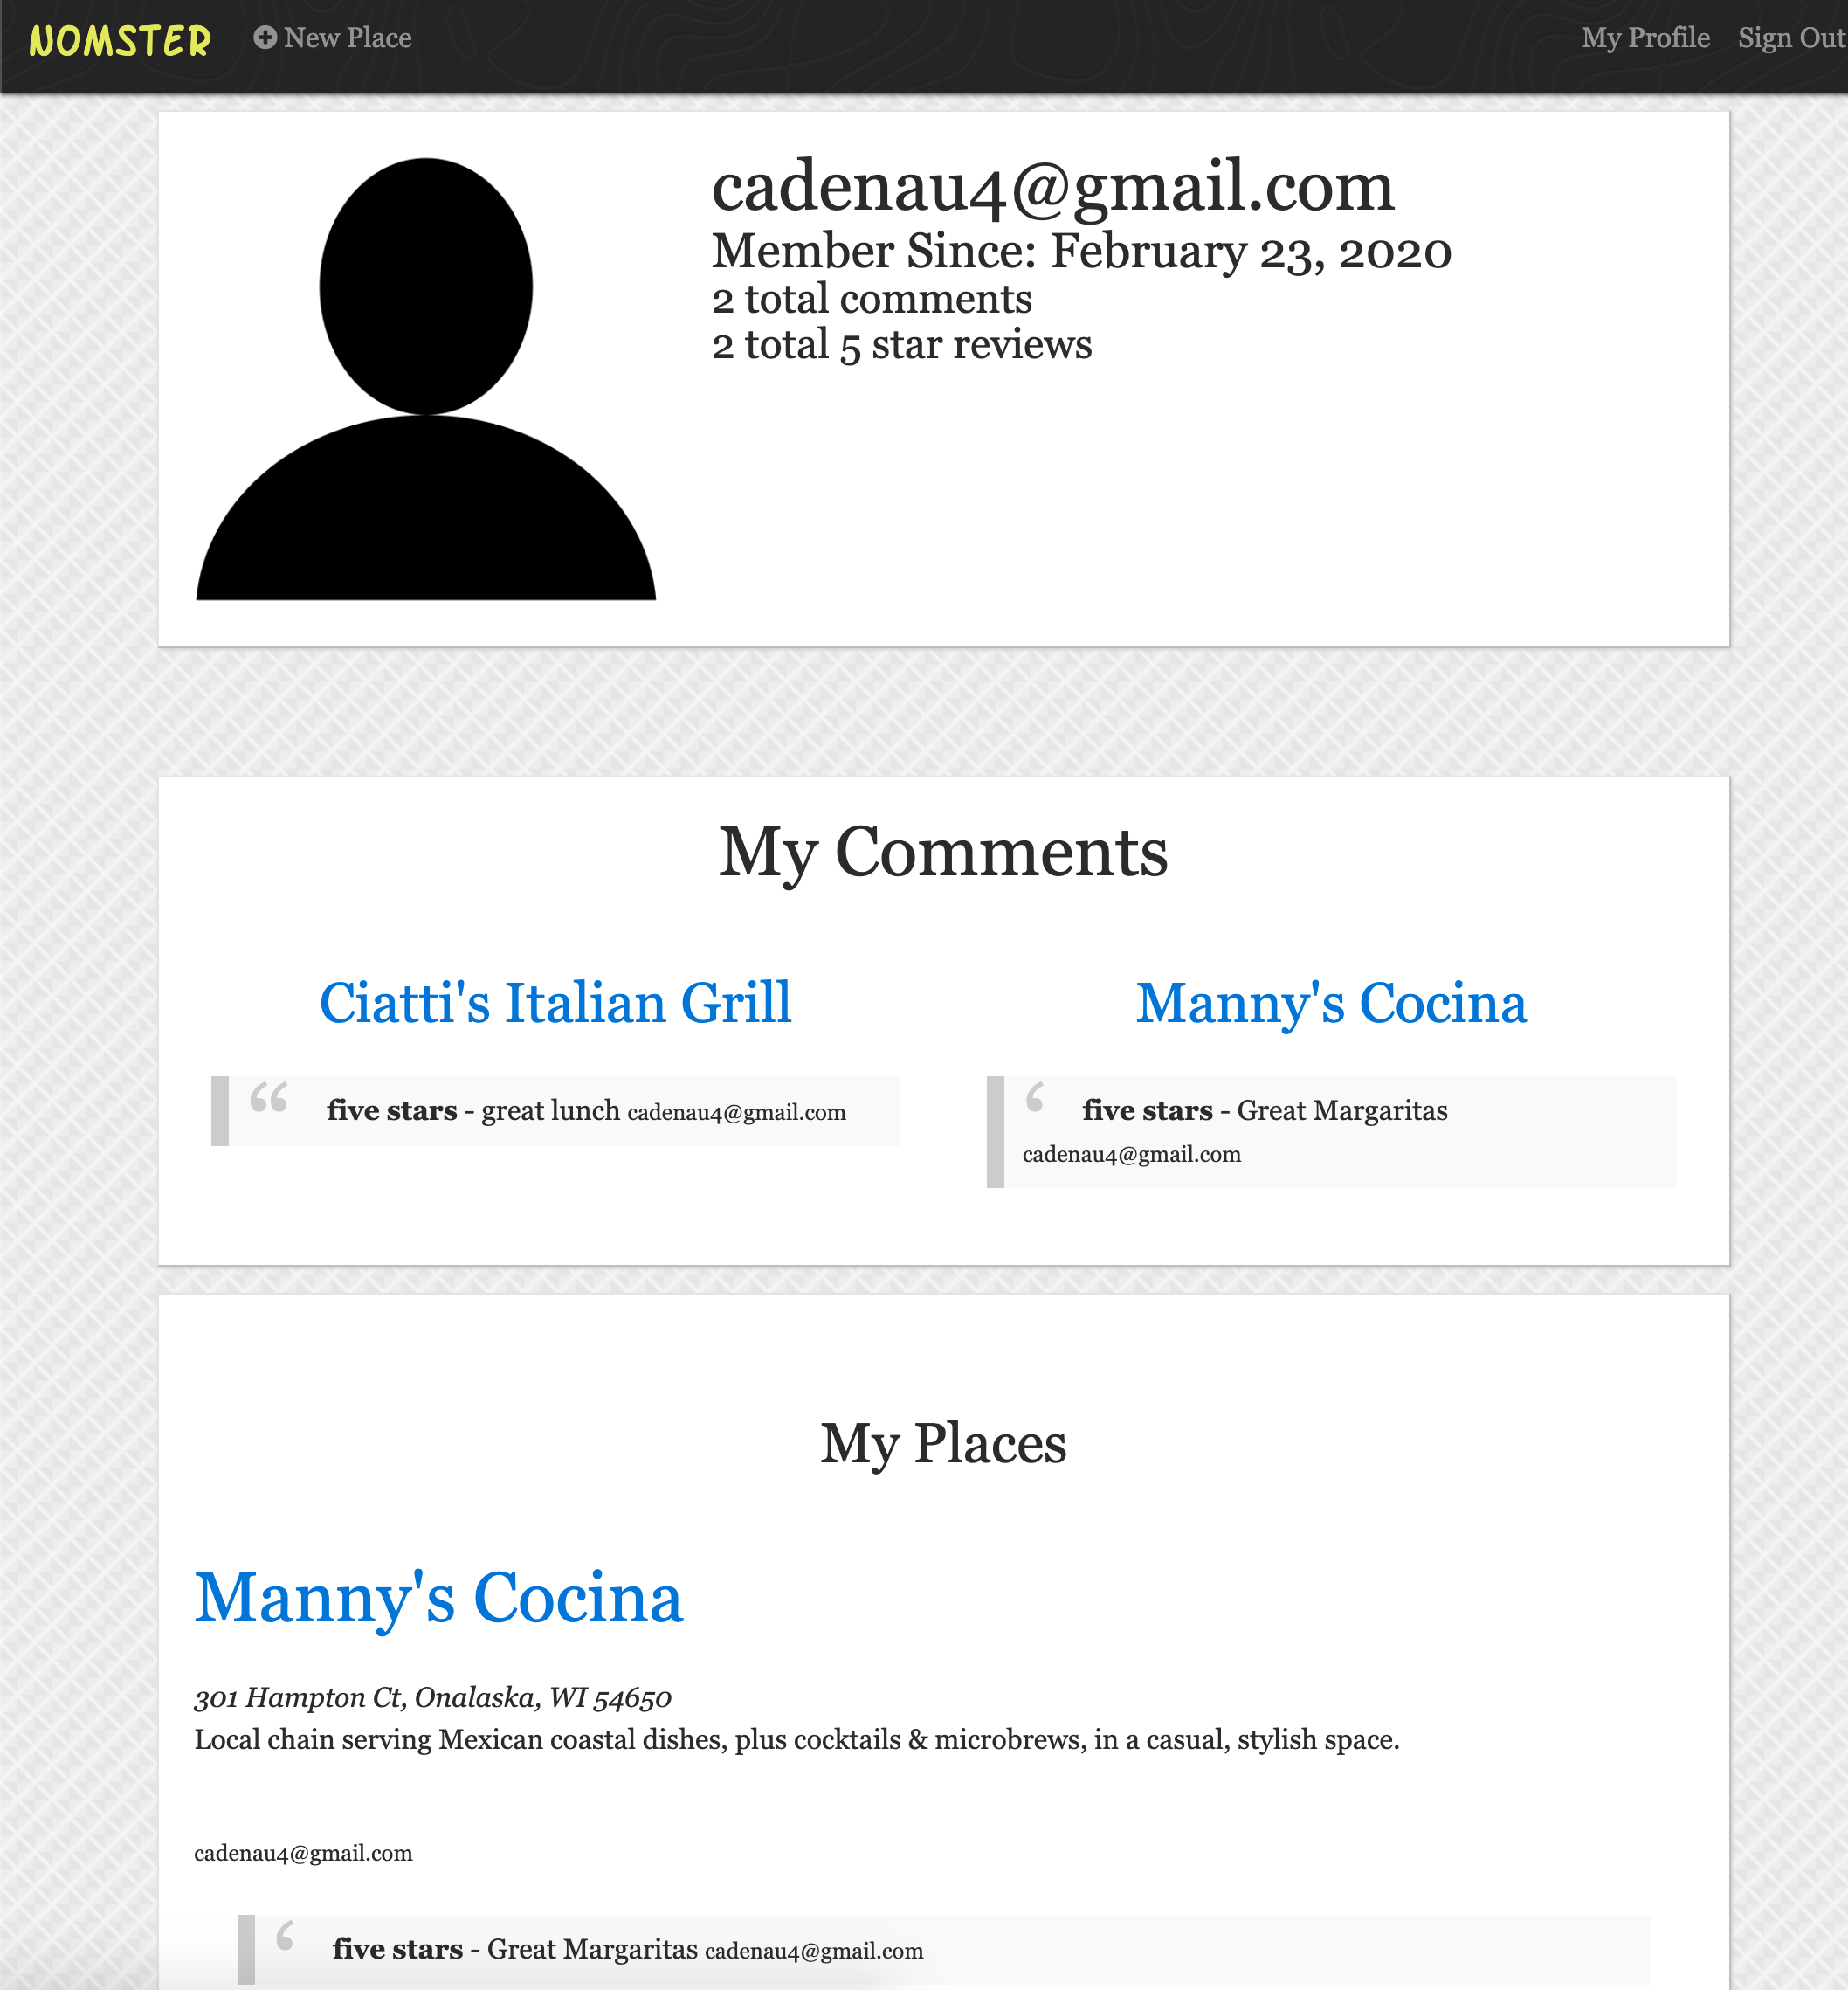 NOMSTER New Place My Profile Sign Out
cadenau4@gmail.com
Member Since: February 23, 2020
2 total comments
2 total 5 star reviews
My Comments
Ciatti's Italian Grill
“ five stars - great lunch cadenau4@gmail.com
Manny's Cocina
‘ five stars - Great Margaritas
cadenau4@gmail.com
My Places
Manny's Cocina
301 Hampton Ct, Onalaska, WI 54650
Local chain serving Mexican coastal dishes, plus cocktails & microbrews, in a casual, stylish space.
cadenau4@gmail.com
‘ five stars - Great Margaritas cadenau4@gmail.com